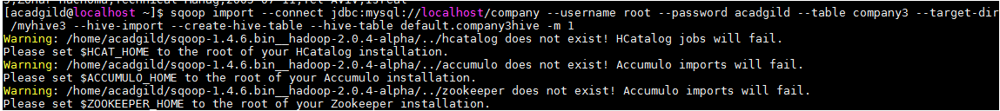 [acadgild@localhost ~]$ sqoop import --connect jdbc:mysql://localhost/company --username root --password acadgild --table company3 --target-dir
/myhive3 --hive-import --create-hive-table --hive-table default.company3hive -m 1
Warning: /home/acadgild/sqoop-1.4.6.bin__hadoop-2.0.4-alpha/../hcatalog does not exist! HCatalog jobs will fail.
Please set $HCAT_HOME to the root of your HCatalog installation.
Warning: /home/acadgild/sqoop-1.4.6.bin__hadoop-2.0.4-alpha/../accumulo does not exist! Accumulo imports will fail.
Please set $ACCUMULO_HOME to the root of your Accumulo installation.
Warning: /home/acadgild/sqoop-1.4.6.bin__hadoop-2.0.4-alpha/../zookeeper does not exist! Accumulo imports will fail.
Please set $ZOOKEEPER_HOME to the root of your Zookeeper installation.